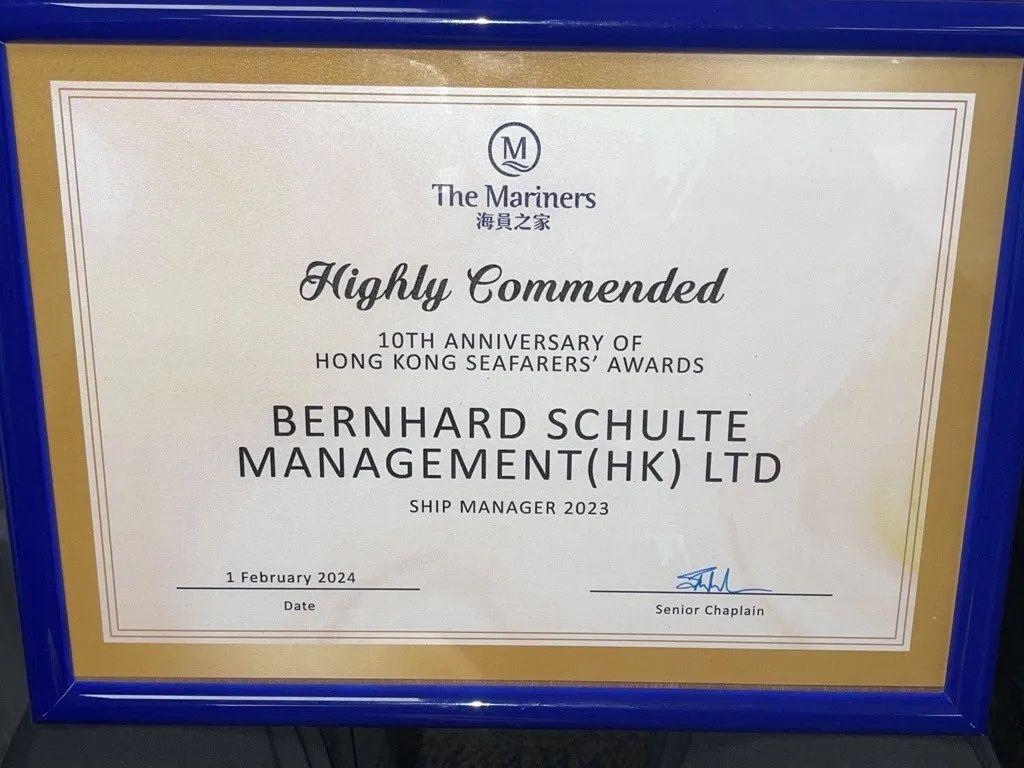 M
The Mariners
海員之家
Highly Commended
10TH ANNIVERSARY OF
HONG KONG SEAFARERS' AWARDS
BERNHARD SCHULTE
MANAGEMENT(HK) LTD
SHIP MANAGER 2023
1 February 2024
Date
Senior Chaplain